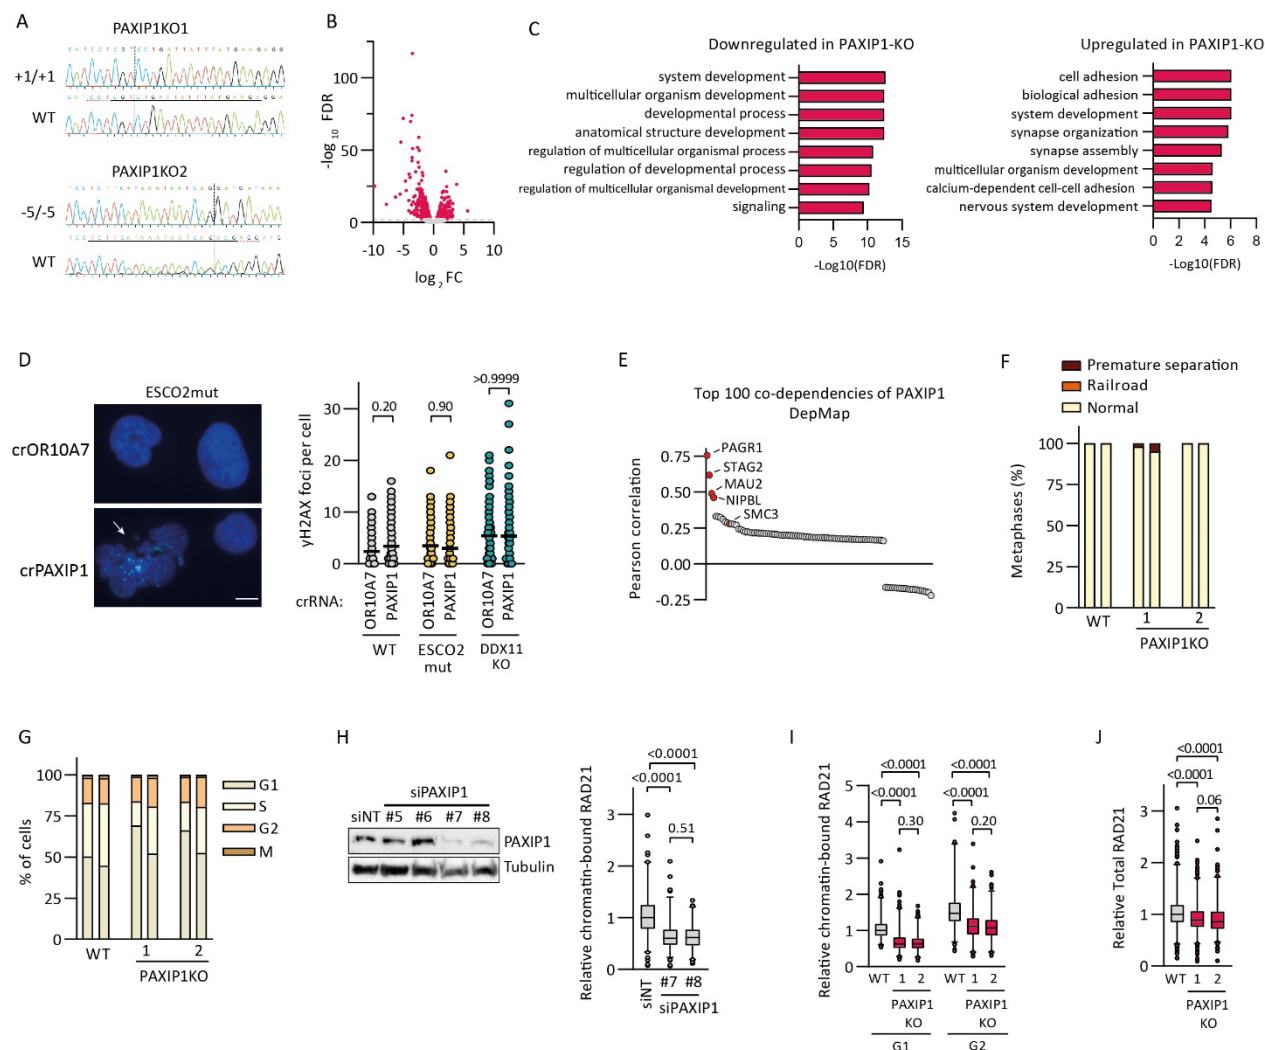 A
PAXIP1KO1
+1/+1
WT
PAXIP1KO2
-5/-5
WT
B
-log10 FDR
100
50
0
-10
-5
0
5
10
log2 FC
C
Downregulated in PAXIP1-KO
system development
multicellular organism development
developmental process
anatomical structure development
regulation of multicellular organismal process
regulation of developmental process
regulation of multicellular organismal development
signaling
0
5
10
15
-Log10(FDR)
Upregulated in PAXIP1-KO
cell adhesion
biological adhesion
system development
synapse organization
synapse assembly
multicellular organism development
calcium-dependent cell-cell adhesion
nervous system development
0
2
4
6
8
-Log10(FDR)
D
ESCO2mut
crOR10A7
crPAXIP1
γH2AX foci per cell
30
20
10
0
0.20
0.90
>0.9999
crRNA:
OR10A7
PAXIP1
OR10A7
PAXIP1
OR10A7
PAXIP1
WT
ESCO2
mut
DDX11
KO
E
Top 100 co-dependencies of PAXIP1
DepMap
Pearson correlation
0.75
0.50
0.25
0.00
-0.25
PAGR1
STAG2
MAU2
NIPBL
SMC3
F
Premature separation
Railroad
Normal
Metaphases (%)
100
75
50
25
0
WT
1
2
PAXIP1KO
G
% of cells
100
75
50
25
0
WT
1
2
PAXIP1KO
G1
S
G2
M
H
siPAXIP1
siNT
#5
#6
#7
#8
PAXIP1
Tubulin
Relative chromatin-bound RAD21
3
2
1
0
<0.0001
<0.0001
0.51
siNT
#7
#8
siPAXIP1
I
Relative chromatin-bound RAD21
5
4
3
2
1
0
<0.0001
<0.0001
0.30
<0.0001
<0.0001
0.20
WT
1
2
WT
1
2
PAXIP1
KO
PAXIP1
KO
G1
G2
J
Relative Total RAD21
3
2
1
0
<0.0001
<0.0001
0.06
WT
1
2
PAXIP1
KO